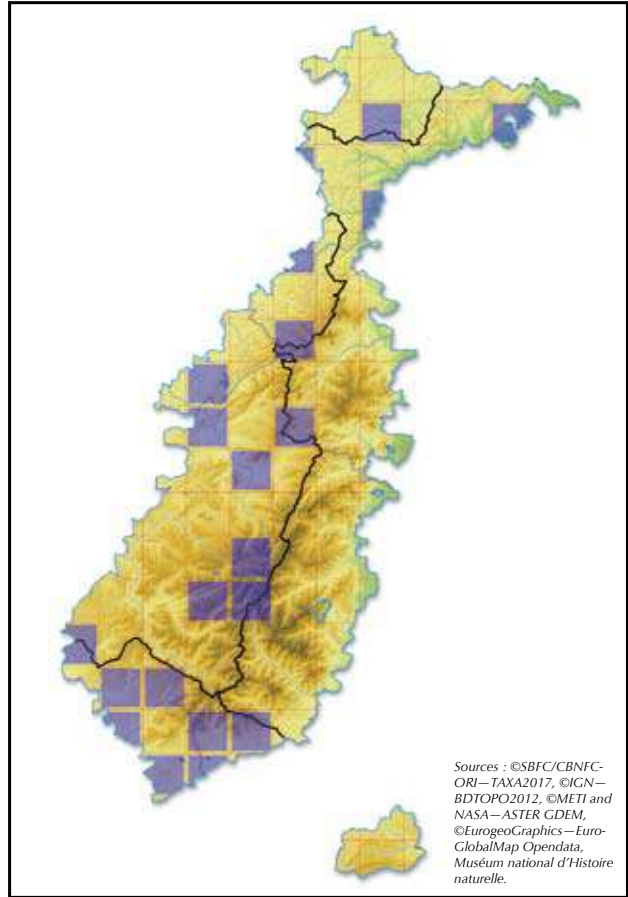 Sources : ©SBFC/CBNFC-
ORI—TAXA2017, ©IGN—
BDTOPO2012, ©METI and
NASA—ASTER GDEM,
©EurogeoGraphics—Euro-
GlobalMap Opendata,
Muséum national d’Histoire
naturelle.